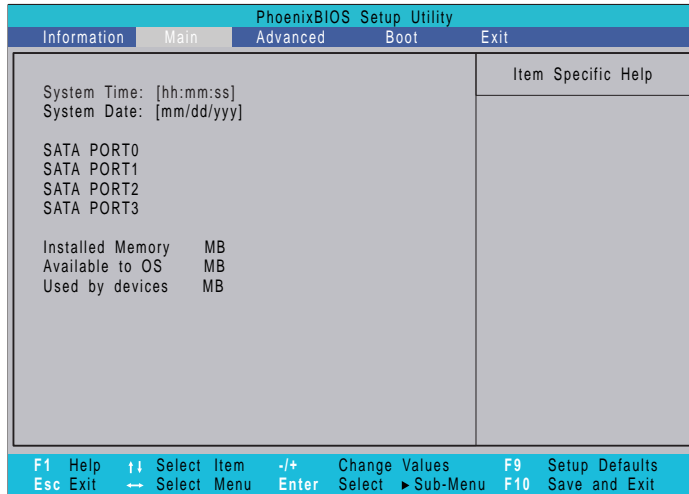 PhoenixBIOS Setup Utility
Information Main Advanced Boot Exit
Item Specific Help
System Time: [hh:mm:ss]
System Date: [mm/dd/yyy]
SATA PORT0
SATA PORT1
SATA PORT2
SATA PORT3
Installed Memory MB
Available to OS MB
Used by devices MB
F1 Help ↑↓ Select Item -/+ Change Values F9 Setup Defaults
Esc Exit ↔ Select Menu Enter Select ►Sub-Menu F10 Save and Exit